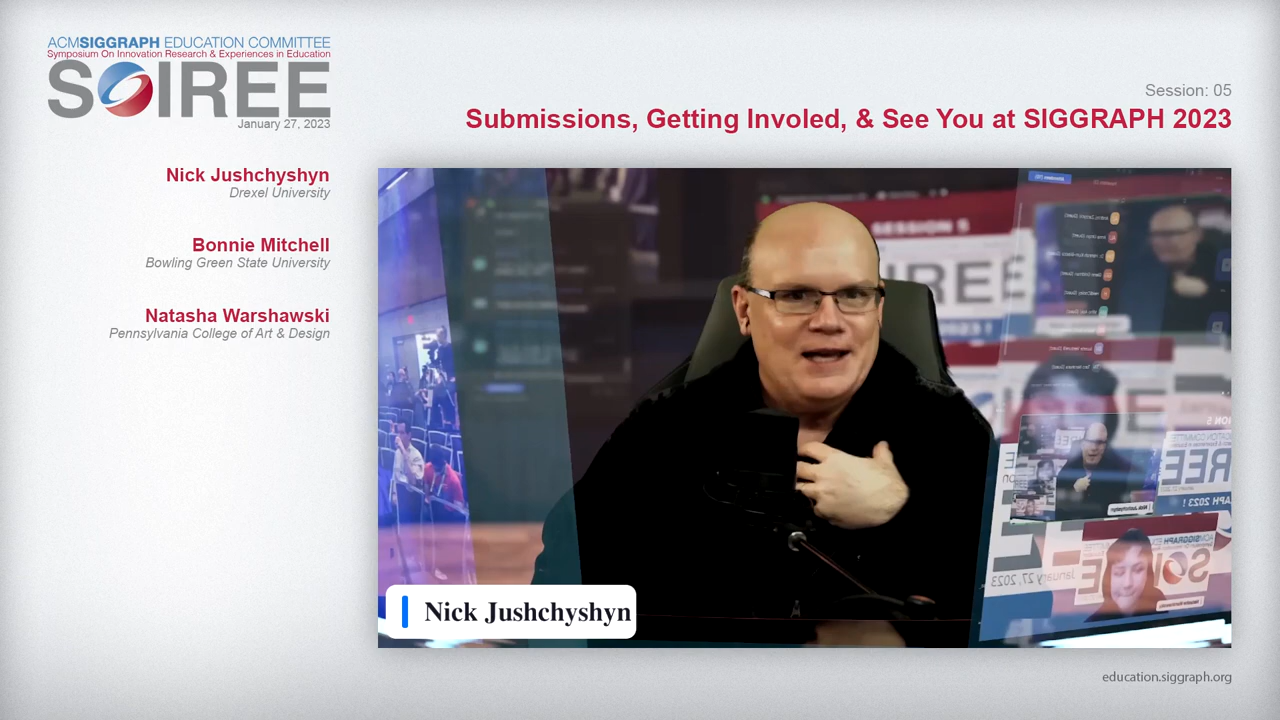 ACMSIGGRAPH EDUCATION COMMITTEE
Symposium On Innovation Research & Experiences in Education
SOIREE
January 27, 2023
Session: 05
Submissions, Getting Involed, & See You at SIGGRAPH 2023
Nick Jushchyshyn
Drexel University
Bonnie Mitchell
Bowling Green State University
Natasha Warshawski
Pennsylvania College of Art & Design
SESSION 5
Nick Jushchyshyn
education.siggraph.org